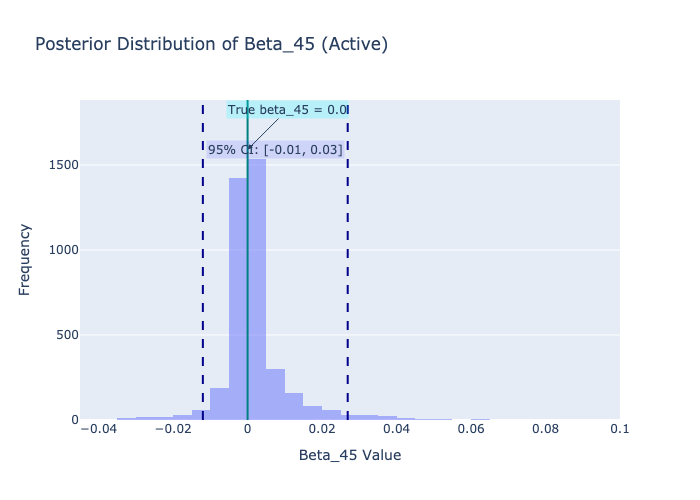 Posterior Distribution of Beta_45 (Active)
True beta_45 = 0.0
95% CI: [-0.01, 0.03]
1500
1000
500
0
Frequency
−0.04
−0.02
0
0.02
0.04
0.06
0.08
0.1
Beta_45 Value